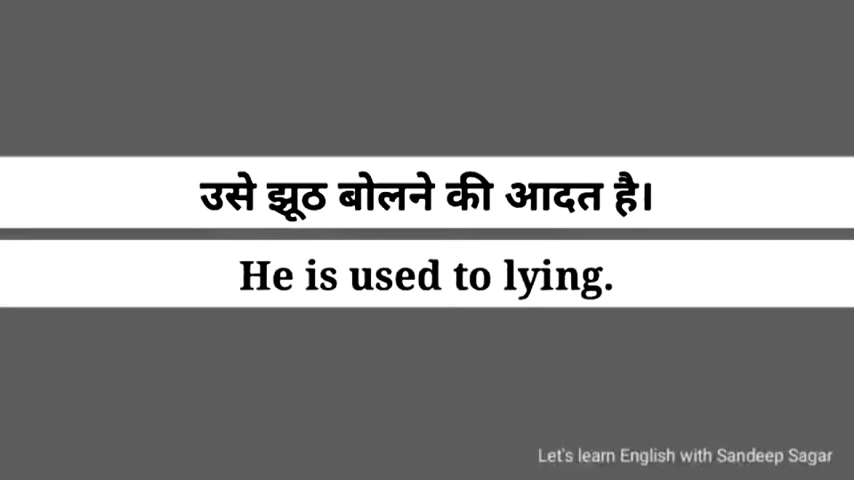 उसे झूठ बोलने की आदत है।
He is used to lying.
Let's learn English with Sandeep Sagar